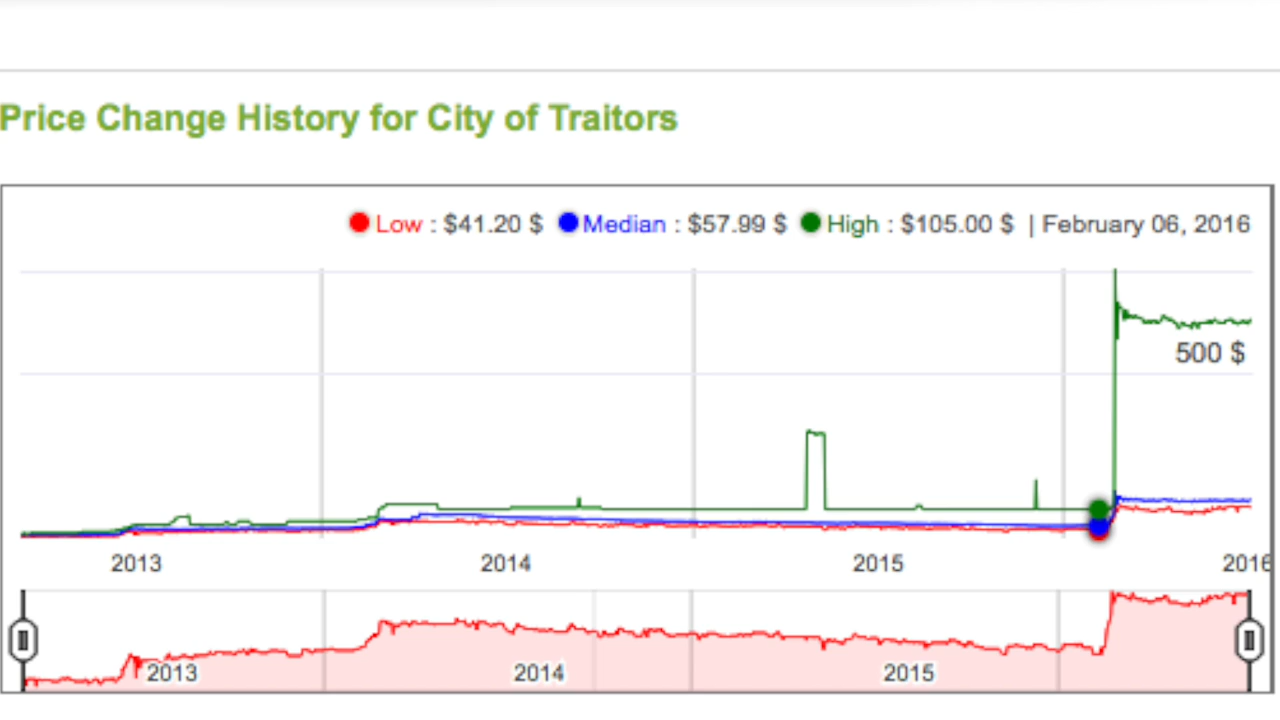 Price Change History for City of Traitors
Low : $41.20 $ Median : $57.99 $ High : $105.00 $ | February 06, 2016
500 $
2013 2014 2015 2016
2013 2014 2015